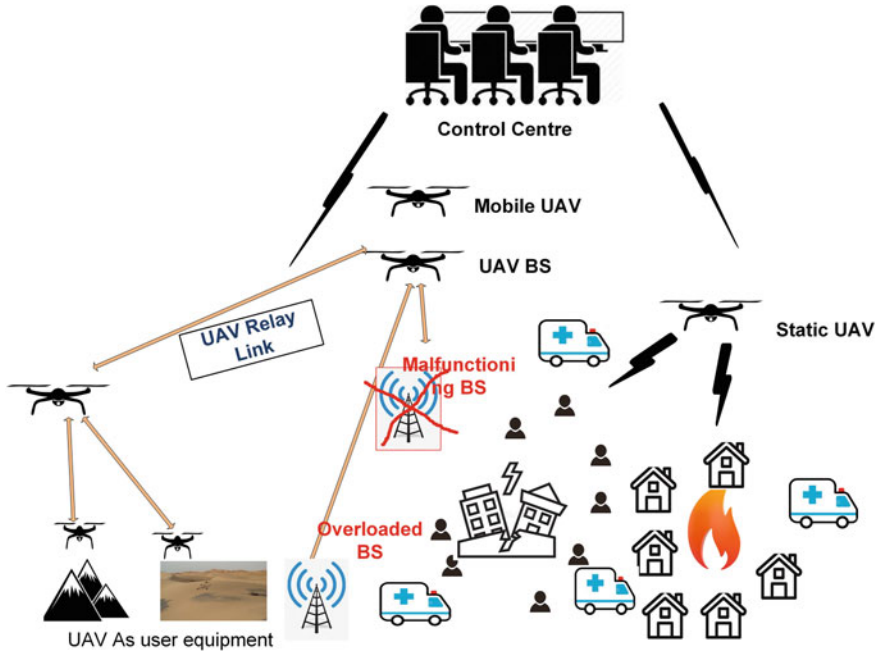 Control Centre
Mobile UAV
UAV BS
UAV Relay
Link
Static UAV
Malfunctioni
ng BS
Overloaded
BS
UAV As user equipment